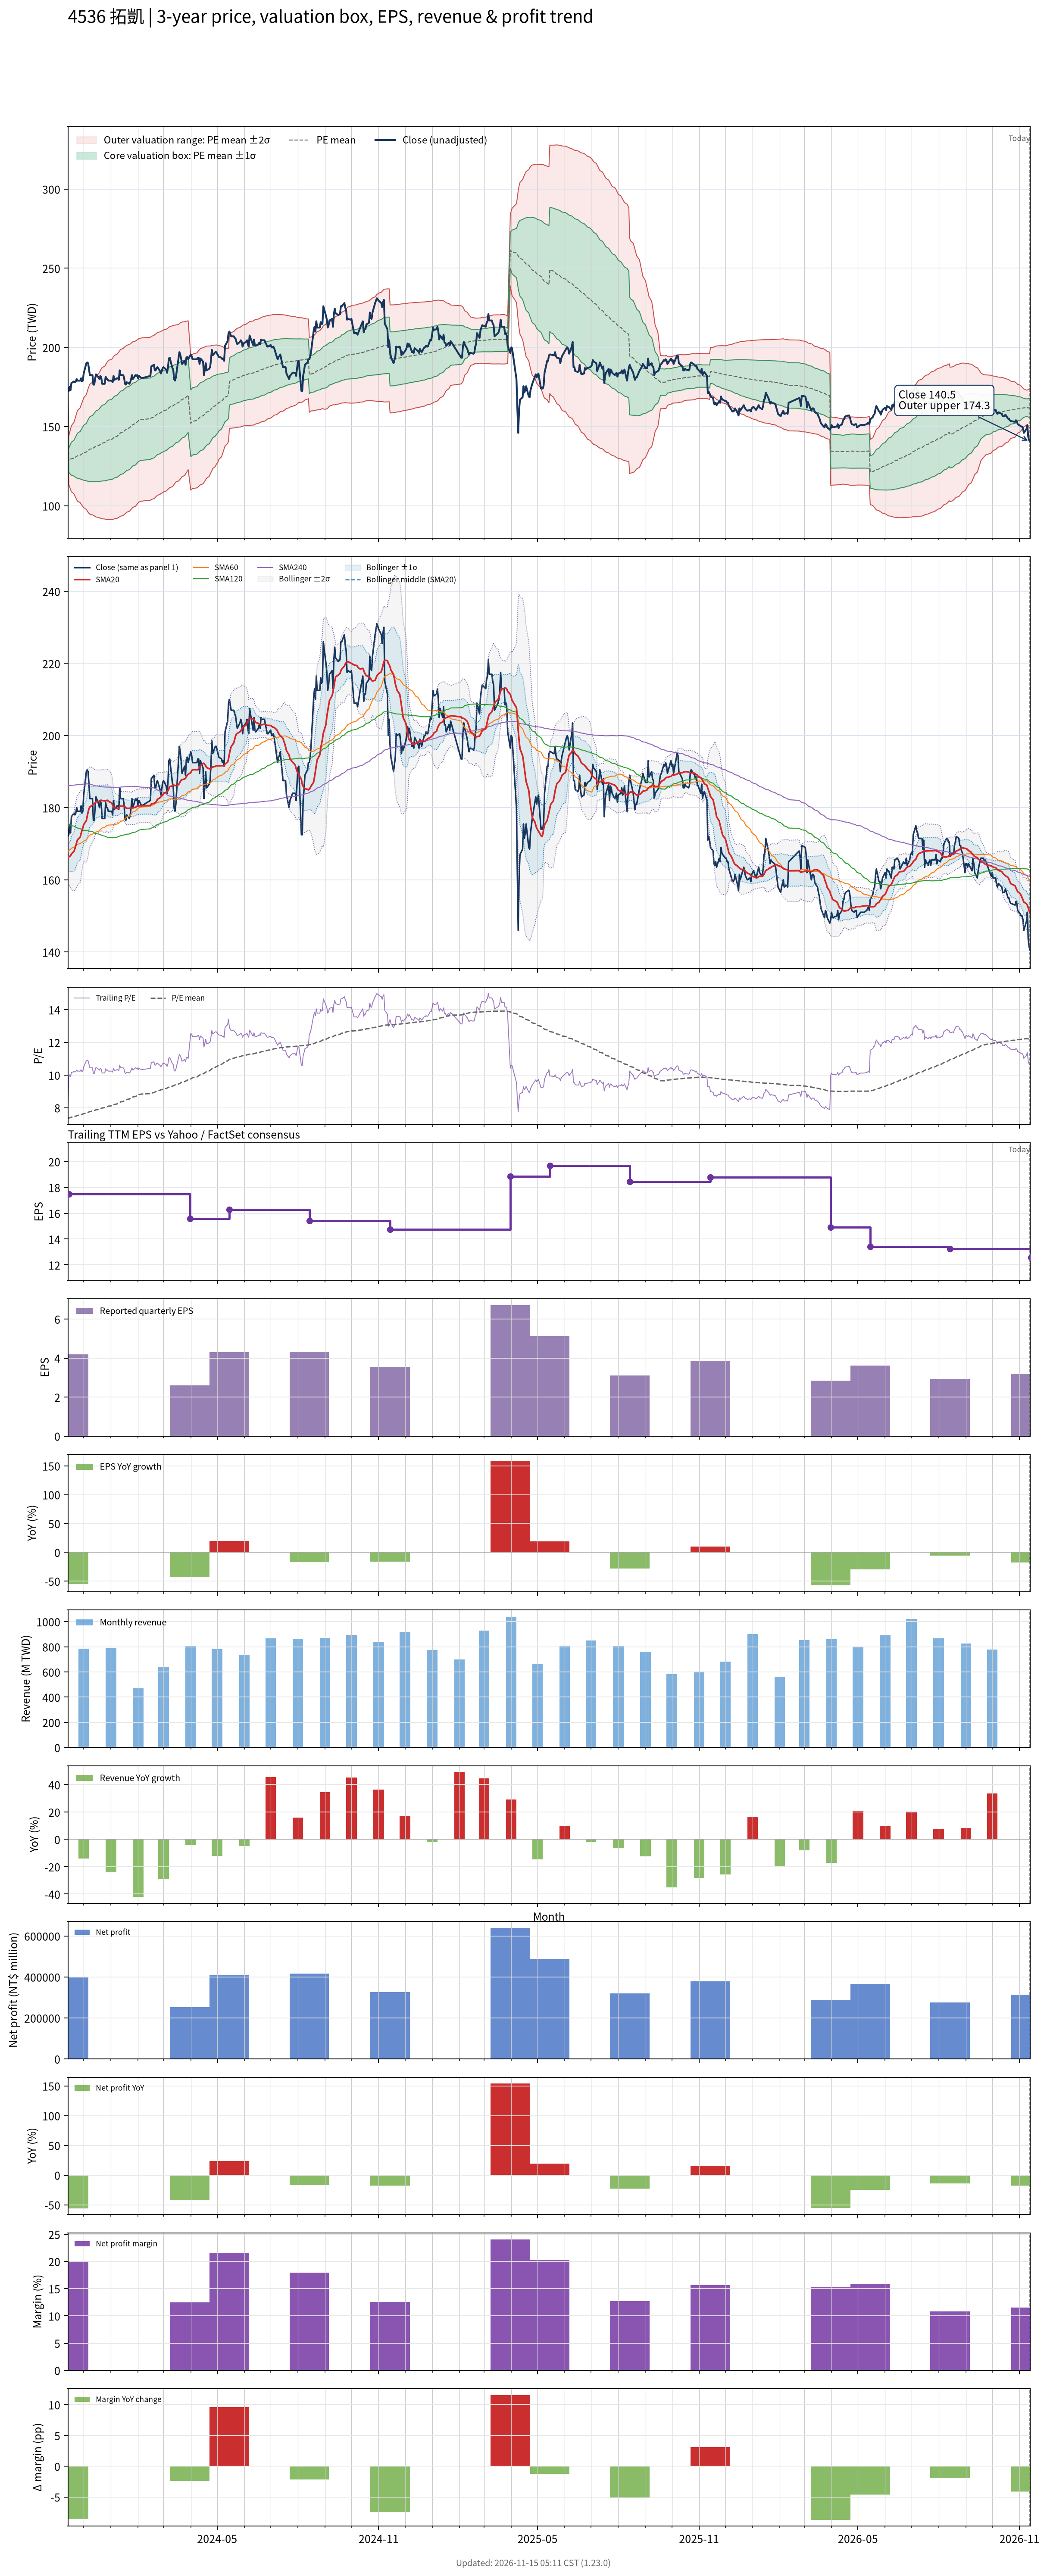 4536 拓凱 | 3-year price, valuation box, EPS, revenue & profit trend
Outer valuation range: PE mean ±2σ
PE mean
Close (unadjusted)
Core valuation box: PE mean ±1σ
Today
Price (TWD)
300
250
200
150
100
Close 140.5
Outer upper 174.3
Close (same as panel 1)
SMA20
SMA60
SMA120
SMA240
Bollinger ±2σ
Bollinger ±1σ
Bollinger middle (SMA20)
Price
240
220
200
180
160
140
Trailing P/E
P/E mean
P/E
14
12
10
8
Trailing TTM EPS vs Yahoo / FactSet consensus
Today
EPS
20
18
16
14
12
Reported quarterly EPS
EPS
6
4
2
0
EPS YoY growth
YoY (%)
150
100
50
0
-50
Monthly revenue
Revenue (M TWD)
1000
800
600
400
200
0
Revenue YoY growth
YoY (%)
40
20
0
-20
-40
Month
Net profit
Net profit (NT$ million)
600000
400000
200000
0
Net profit YoY
YoY (%)
150
100
50
0
-50
Net profit margin
Margin (%)
25
20
15
10
5
0
Margin YoY change
Δ margin (pp)
10
5
0
-5
2024-05
2024-11
2025-05
2025-11
2026-05
2026-11
Updated: 2026-11-15 05:11 CST (1.23.0)